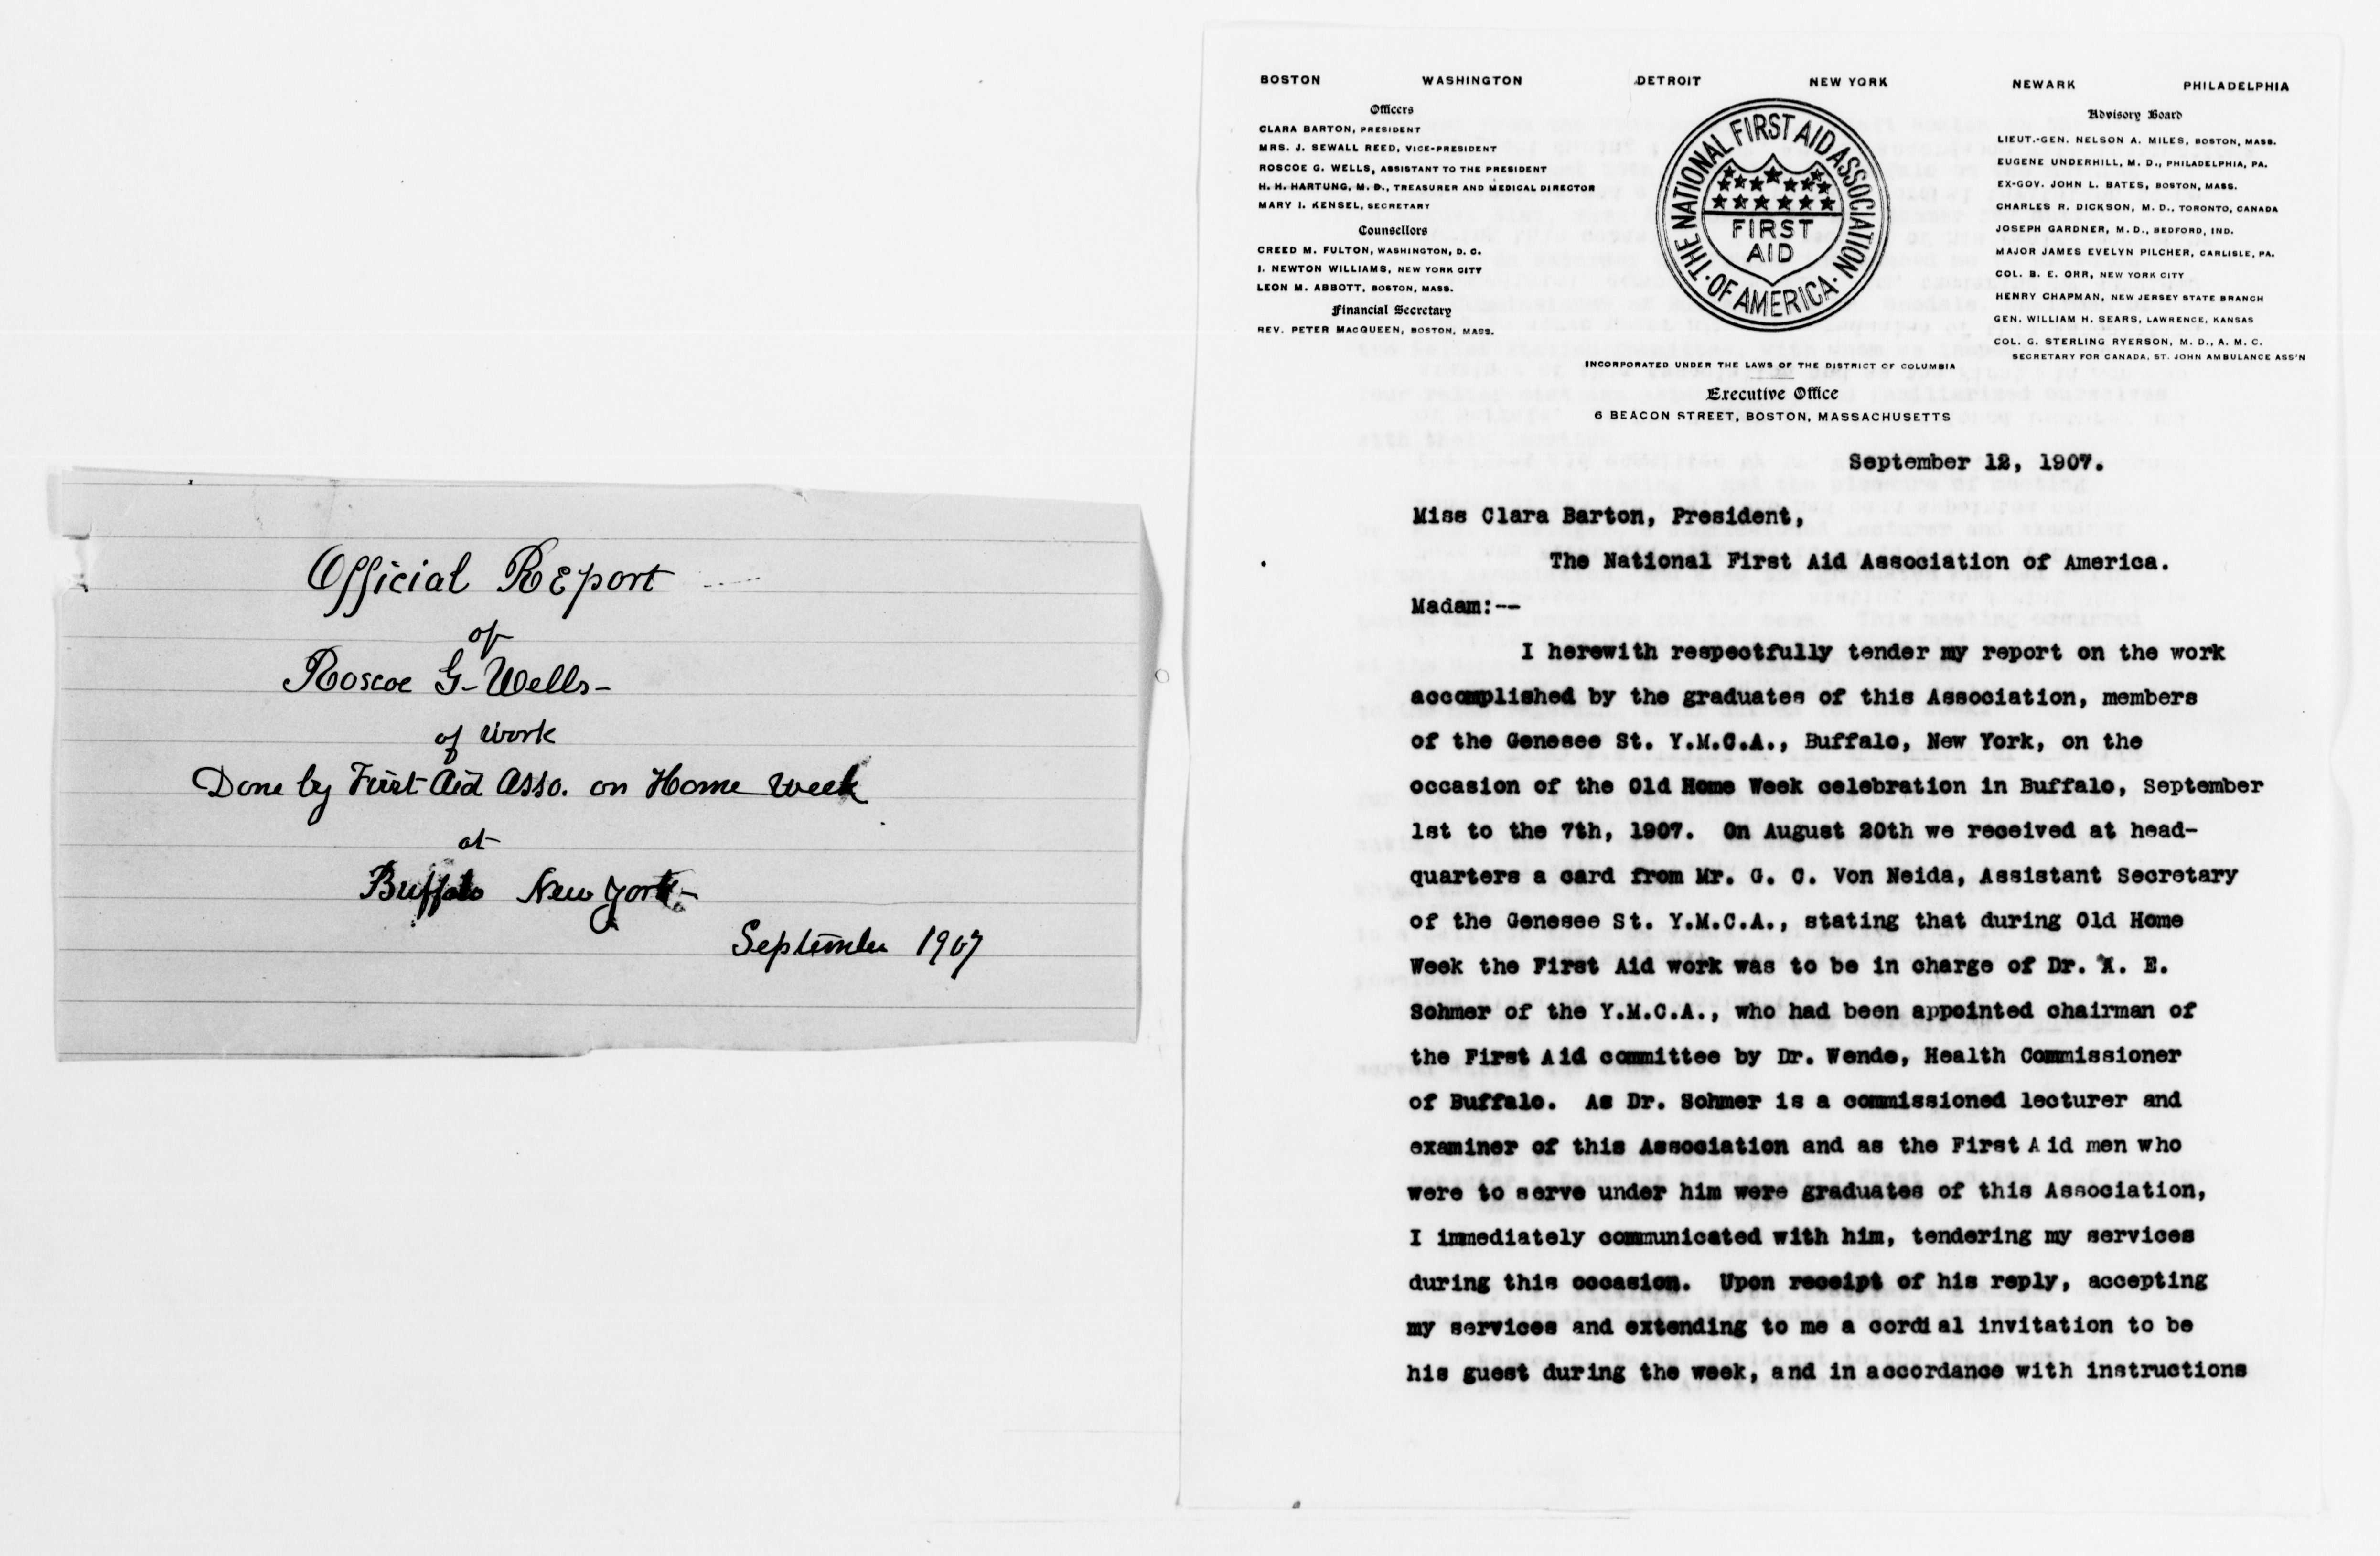 Official Report
of
Roscoe G- Wells-
of work
Done by First Aid Asso. on Home Week
at
Buffalo New York-
September 1907
BOSTON WASHINGTON DETROIT NEW YORK NEWARK PHILADELPHIA
Officers
CLARA BARTON, PRESIDENT
MRS. J. SEWALL REED, VICE-PRESIDENT
ROSCOE G. WELLS, ASSISTANT TO THE PRESIDENT
H. H. HARTUNG, M. D., TREASURER AND MEDICAL DIRECTOR
MARY I. KENSEL, SECRETARY
Counsellors
CREED M. FULTON, WASHINGTON, D. C.
I. NEWTON WILLIAMS, NEW YORK CITY
LEON M. ABBOTT, BOSTON, MASS.
Financial Secretary
REV. PETER MACQUEEN, BOSTON, MASS.
THE NATIONAL FIRST AID ASSOCIATION
OF AMERICA
FIRST
AID
Advisory Board
LIEUT.-GEN. NELSON A. MILES, BOSTON, MASS.
EUGENE UNDERHILL, M. D., PHILADELPHIA, PA.
EX-GOV. JOHN L. BATES, BOSTON, MASS.
CHARLES R. DICKSON, M. D., TORONTO, CANADA
JOSEPH GARDNER, M. D., BEDFORD, IND.
MAJOR JAMES EVELYN PILCHER, CARLISLE, PA.
COL. B. E. ORR, NEW YORK CITY
HENRY CHAPMAN, NEW JERSEY STATE BRANCH
GEN. WILLIAM H. SEARS, LAWRENCE, KANSAS
COL. G. STERLING RYERSON, M. D., A. M. C.
SECRETARY FOR CANADA, ST. JOHN AMBULANCE ASS'N
INCORPORATED UNDER THE LAWS OF THE DISTRICT OF COLUMBIA
Executive Office
6 BEACON STREET, BOSTON, MASSACHUSETTS
September 12, 1907.
Miss Clara Barton, President,
The National First Aid Association of America.
Madam:--
I herewith respectfully tender my report on the work
accomplished by the graduates of this Association, members
of the Genesee St. Y.M.C.A., Buffalo, New York, on the
occasion of the Old Home Week celebration in Buffalo, September
1st to the 7th, 1907. On August 20th we received at head-
quarters a card from Mr. G. C. Von Neida, Assistant Secretary
of the Genesee St. Y.M.C.A., stating that during Old Home
Week the First Aid work was to be in charge of Dr. A. E.
Sohmer of the Y.M.C.A., who had been appointed chairman of
the First Aid committee by Dr. Wende, Health Commissioner
of Buffalo. As Dr. Sohmer is a commissioned lecturer and
examiner of this Association and as the First Aid men who
were to serve under him were graduates of this Association,
I immediately communicated with him, tendering my services
during this occasion. Upon receipt of his reply, accepting
my services and extending to me a cordial invitation to be
his guest during the week, and in accordance with instructions